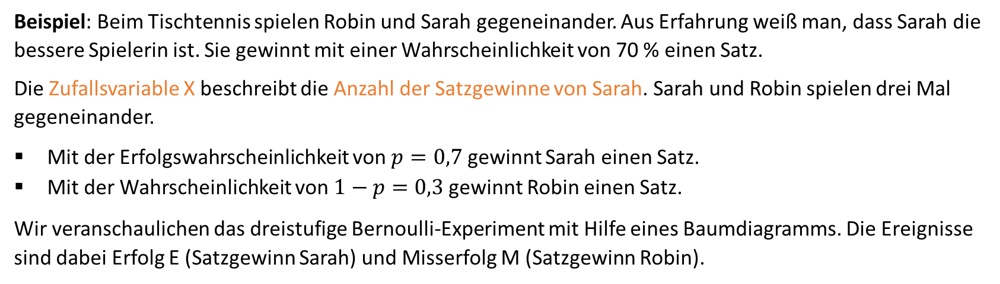 Beispiel: Beim Tischtennis spielen Robin und Sarah gegeneinander. Aus Erfahrung weiß man, dass Sarah die
bessere Spielerin ist. Sie gewinnt mit einer Wahrscheinlichkeit von 70 % einen Satz.
Die Zufallsvariable X beschreibt die Anzahl der Satzgewinne von Sarah. Sarah und Robin spielen drei Mal
gegeneinander.
▪ Mit der Erfolgswahrscheinlichkeit von p = 0,7 gewinnt Sarah einen Satz.
▪ Mit der Wahrscheinlichkeit von 1 − p = 0,3 gewinnt Robin einen Satz.
Wir veranschaulichen das dreistufige Bernoulli-Experiment mit Hilfe eines Baumdiagramms. Die Ereignisse
sind dabei Erfolg E (Satzgewinn Sarah) und Misserfolg M (Satzgewinn Robin).